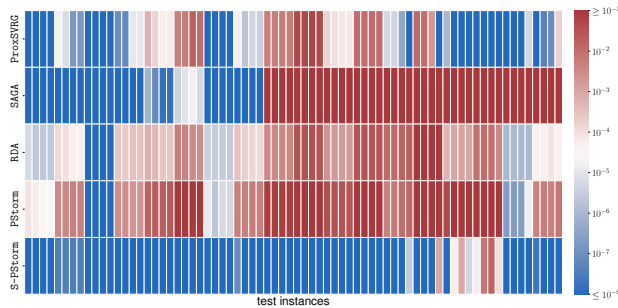 ProxSVRG
SAGA
RDA
PStorm
S-PStorm
test instances
≥ 10⁻¹
10⁻²
10⁻³
10⁻⁴
10⁻⁵
10⁻⁶
10⁻⁷
≤ 10⁻⁸